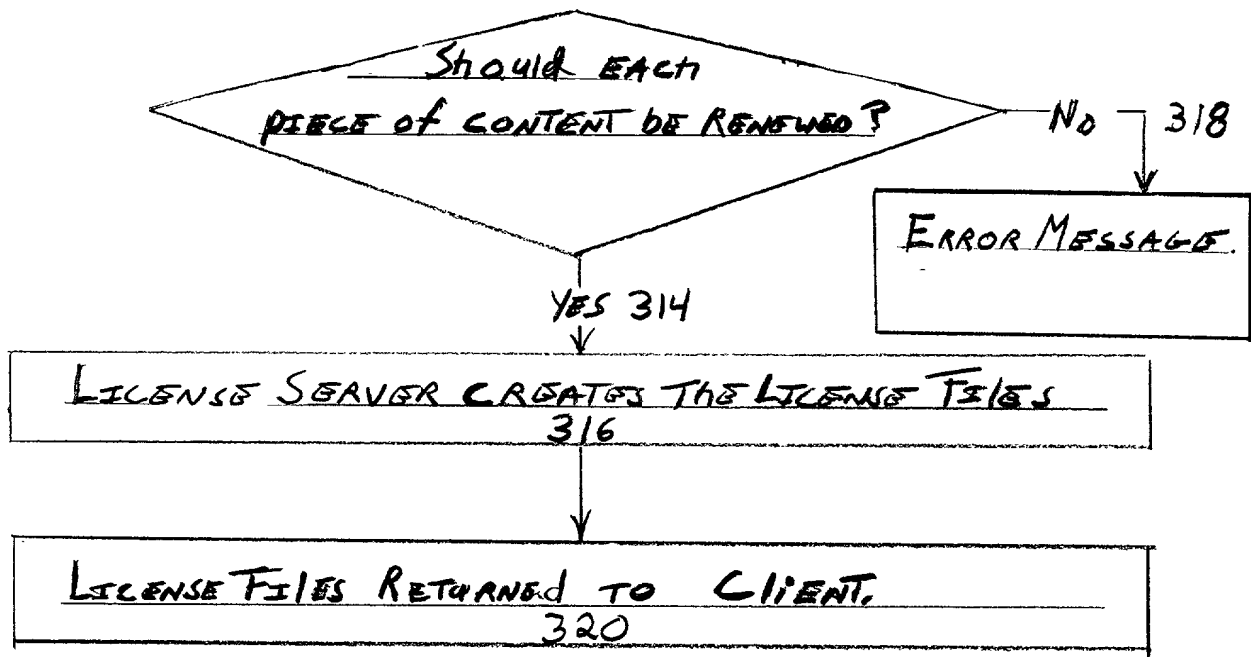 Should EACH
PIECE of CONTENT BE RENEWED?
NO 318
ERROR MESSAGE.
YES 314
LICENSE SERVER CREATES THE LICENSE FILES
316
LICENSE FILES RETURNED TO CLIENT.
320